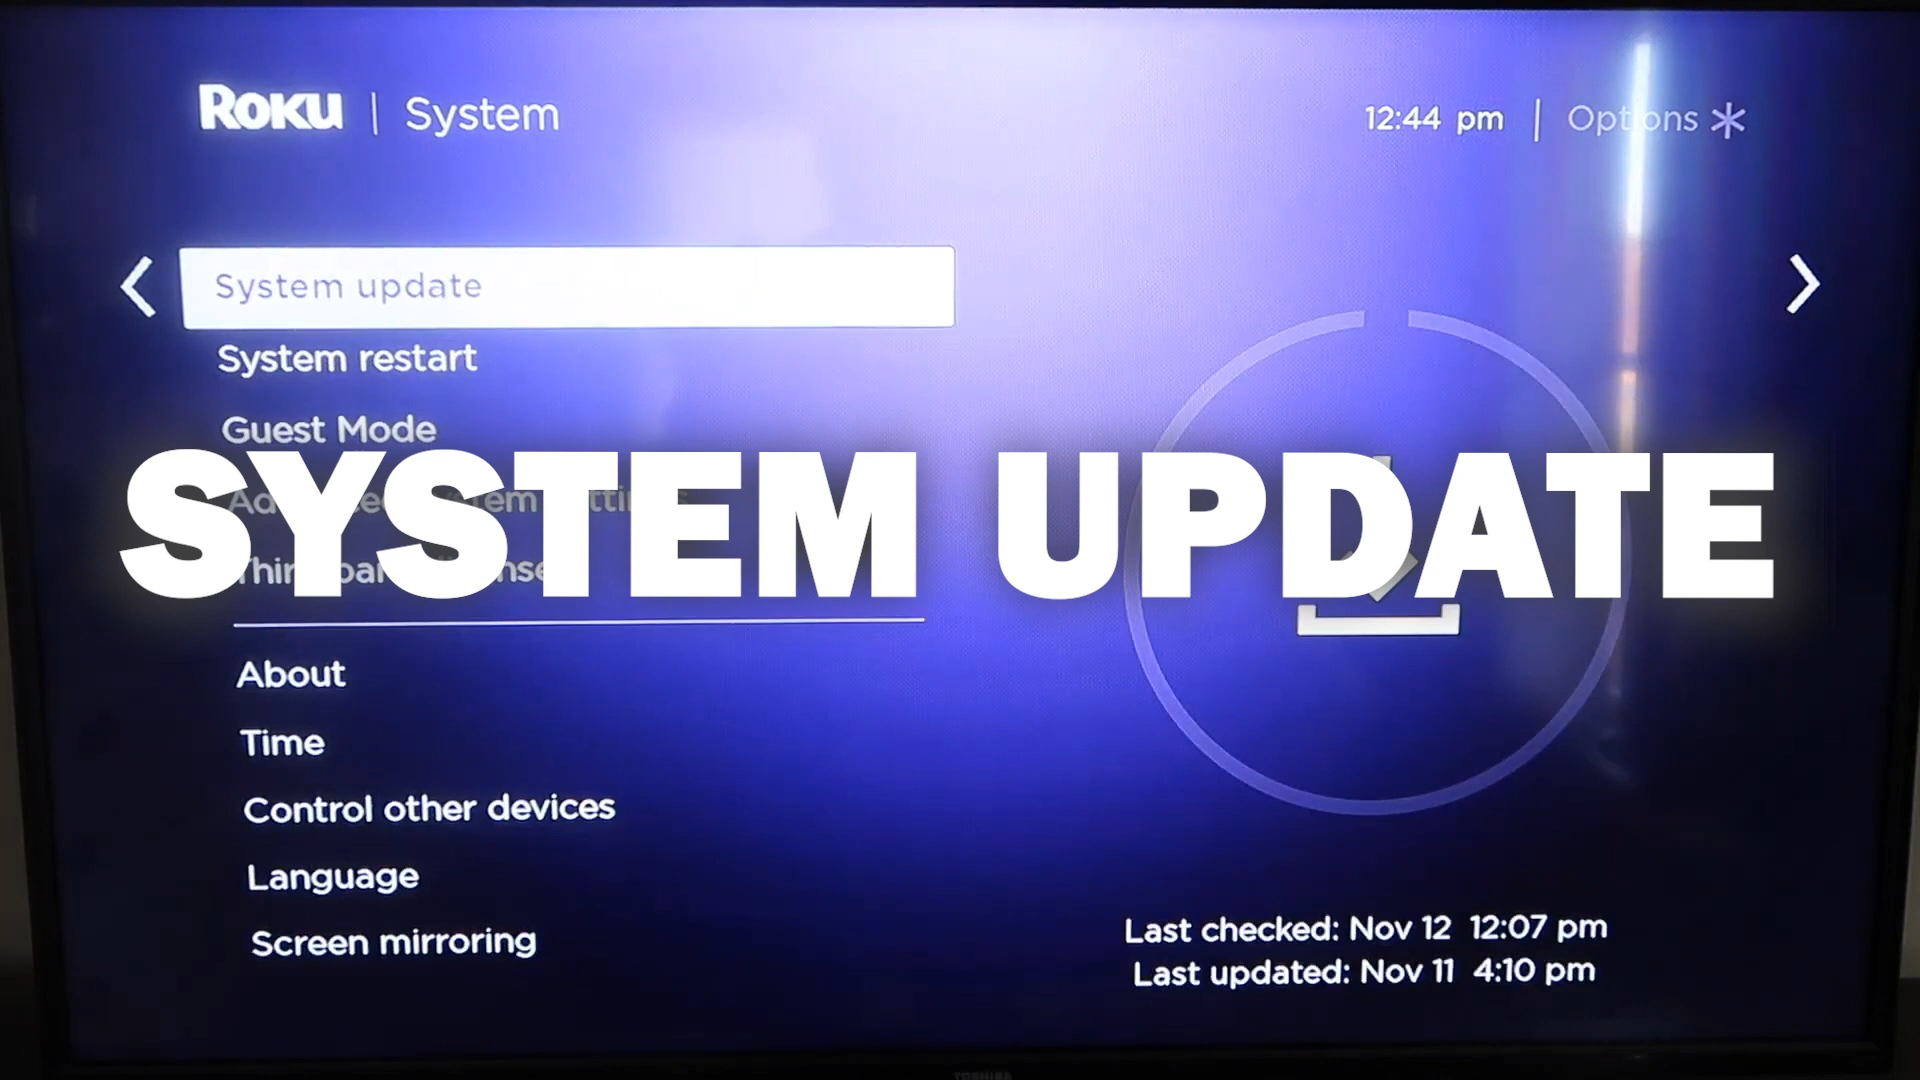 Roku | System
12:44 pm | Options
System update
System restart
Guest Mode
SYSTEM UPDATE
About
Time
Control other devices
Language
Screen mirroring
Last checked: Nov 12 12:07 pm
Last updated: Nov 11 4:10 pm
TOSHIBA